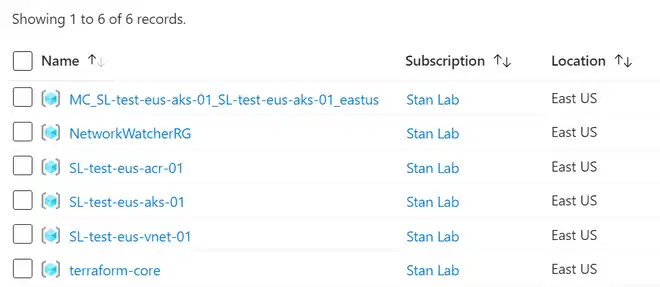 Showing 1 to 6 of 6 records.
Name ↑↓ Subscription ↑↓ Location ↑↓
MC_SL-test-eus-aks-01_SL-test-eus-aks-01_eastus Stan Lab East US
NetworkWatcherRG Stan Lab East US
SL-test-eus-acr-01 Stan Lab East US
SL-test-eus-aks-01 Stan Lab East US
SL-test-eus-vnet-01 Stan Lab East US
terraform-core Stan Lab East US